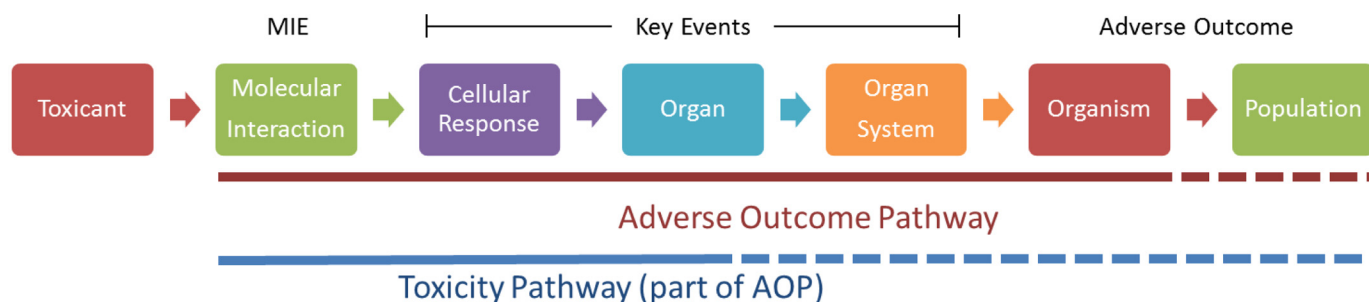 MIE
Key Events
Adverse Outcome
Toxicant
Molecular
Interaction
Cellular
Response
Organ
Organ
System
Organism
Population
Adverse Outcome Pathway
Toxicity Pathway (part of AOP)